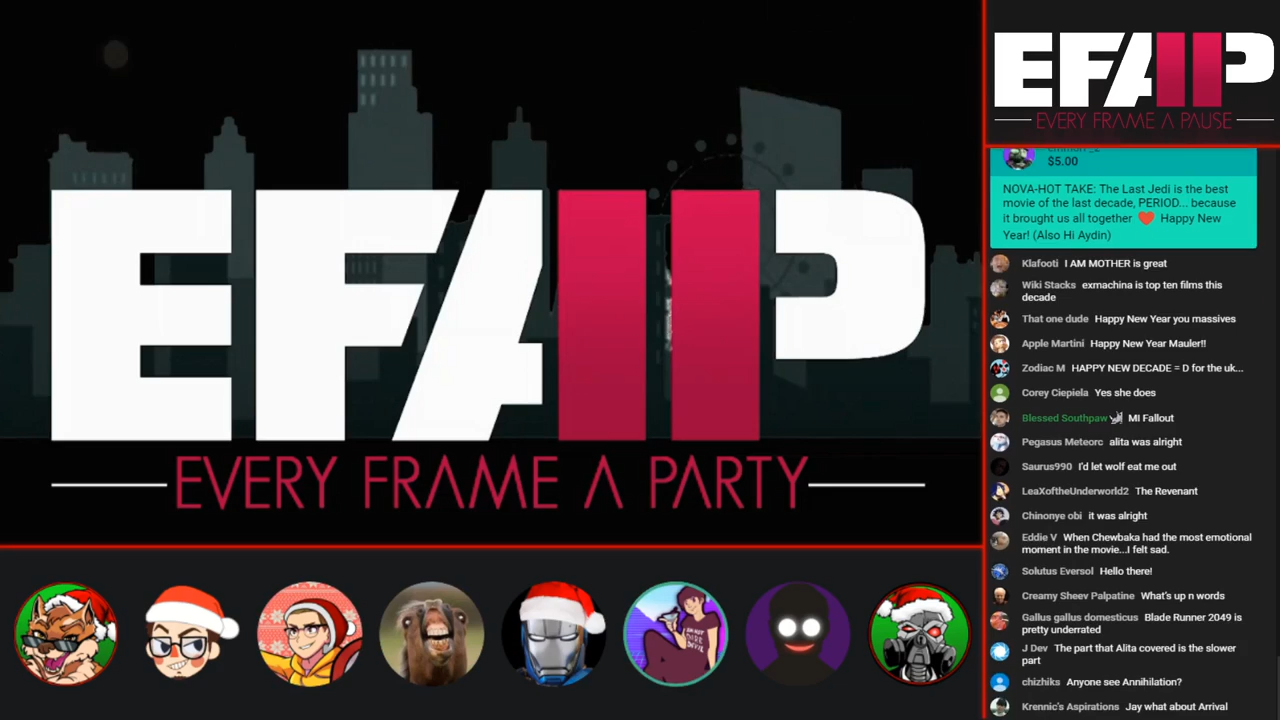 EFAP
EVERY FRAME A PARTY
EFAP
EVERY FRAME A PAUSE
$5.00
NOVA-HOT TAKE: The Last Jedi is the best
movie of the last decade, PERIOD... because
it brought us all together ❤️ Happy New
Year! (Also Hi Aydin)
Klafooti I AM MOTHER is great
Wiki Stacks exmachina is top ten films this
decade
That one dude Happy New Year you massives
Apple Martini Happy New Year Mauler!!
Zodiac M HAPPY NEW DECADE = D for the uk...
Corey Ciepiela Yes she does
Blessed Southpaw MI Fallout
Pegasus Meteorc alita was alright
Saurus990 I'd let wolf eat me out
LeaXoftheUnderworld2 The Revenant
Chinonye obi it was alright
Eddie V When Chewbaka had the most emotional
moment in the movie...I felt sad.
Solutus Eversol Hello there!
Creamy Sheev Palpatine What's up n words
Gallus gallus domesticus Blade Runner 2049 is
pretty underrated
J Dev The part that Alita covered is the slower
part
chizhiks Anyone see Annihilation?
Krennic's Aspirations Jay what about Arrival